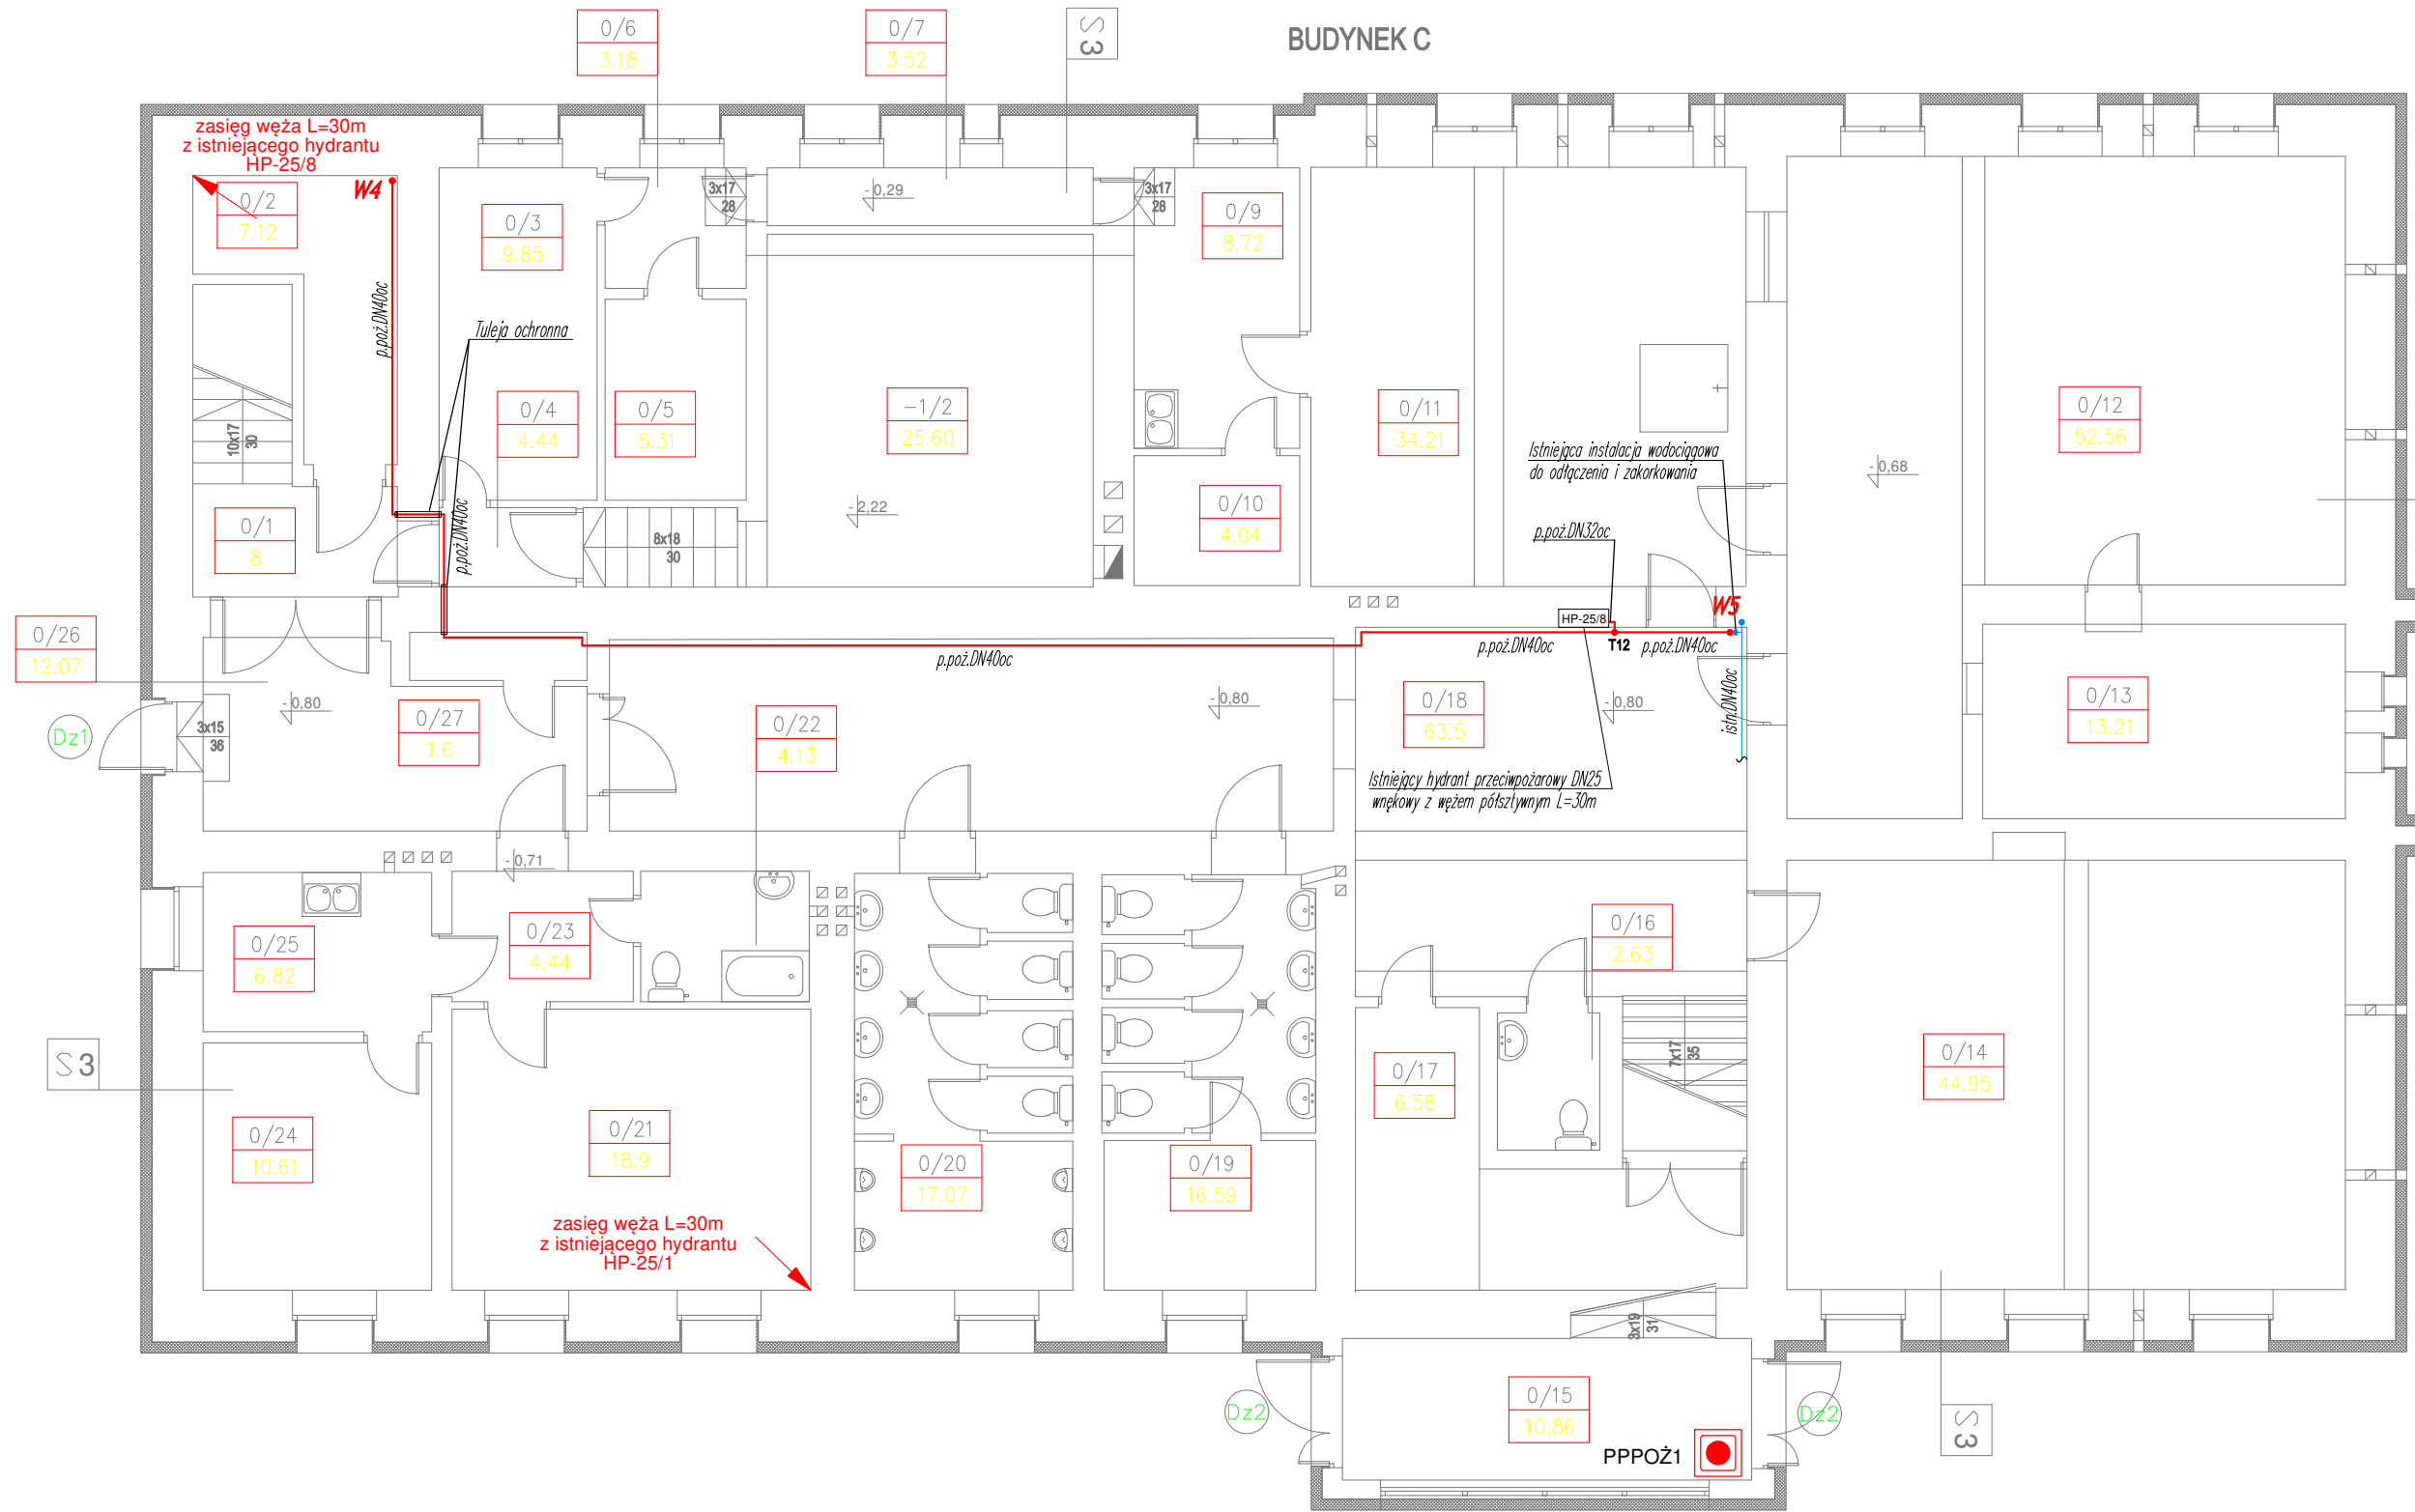 BUDYNEK C
0/6
3.18
0/7
3.52
S3
zasięg węża L=30m
z istniejącego hydrantu
HP-25/8
W4
0/2
7.12
0/3
9.85
3x17
28
- 0,29
3x17
28
0/9
8.72
p.poż.DN40oc
Tuleja ochronna
10x17
30
0/4
4.44
0/5
5.31
-1/2
25.60
0/11
34.21
0/12
52.56
Istniejąca instalacja wodociągowa
do odłączenia i zakorkowania
- 0,68
0/1
8
p.poż.DN40oc
8x18
30
- 2,22
0/10
4.04
p.poż.DN32oc
HP-25/8
W5
0/26
12.07
p.poż.DN40oc
p.poż.DN40oc
T12
p.poż.DN40oc
istn.DN40oc
- 0,80
Dz1
3x15
36
0/27
1.6
0/22
4.13
- 0,80
0/18
63.5
- 0,80
0/13
13.21
Istniejący hydrant przeciwpożarowy DN25
wnękowy z wężem półsztywnym L=30m
- 0,71
0/25
6.82
0/23
4.44
0/16
2.63
S3
7x17
35
0/17
6.58
0/14
44.95
0/24
10.61
0/21
18.9
0/20
17.07
0/19
16.59
zasięg węża L=30m
z istniejącego hydrantu
HP-25/1
3x19
31
Dz2
0/15
10.86
Dz2
S3
PPPOŻ1